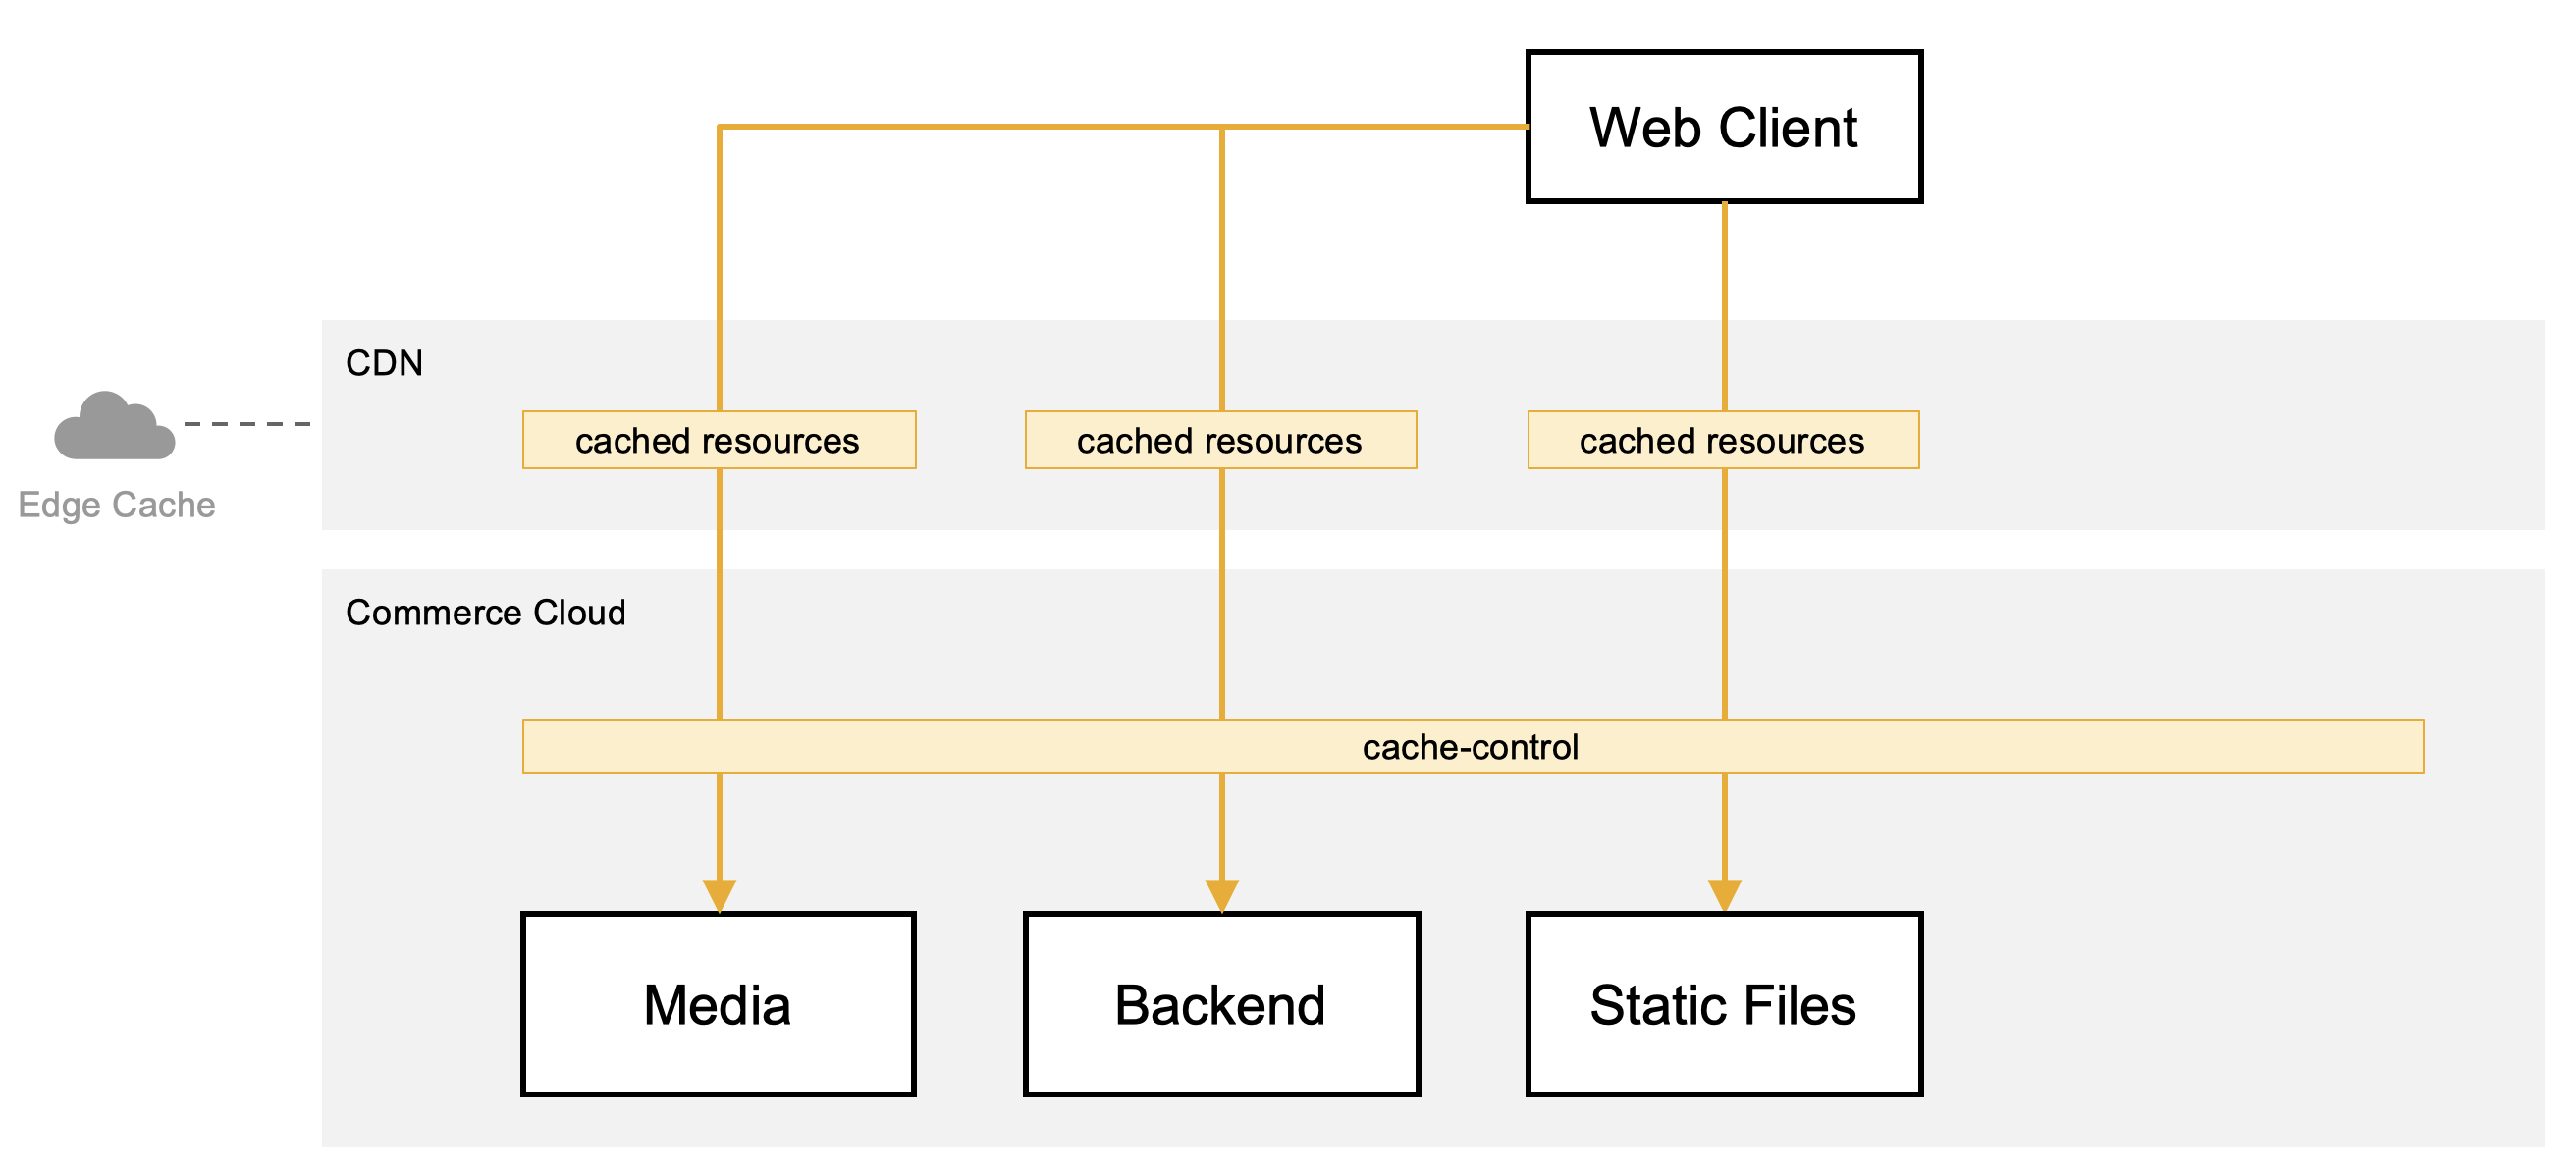 Web Client
CDN
cached resources
cached resources
cached resources
Edge Cache
Commerce Cloud
cache-control
Media
Backend
Static Files